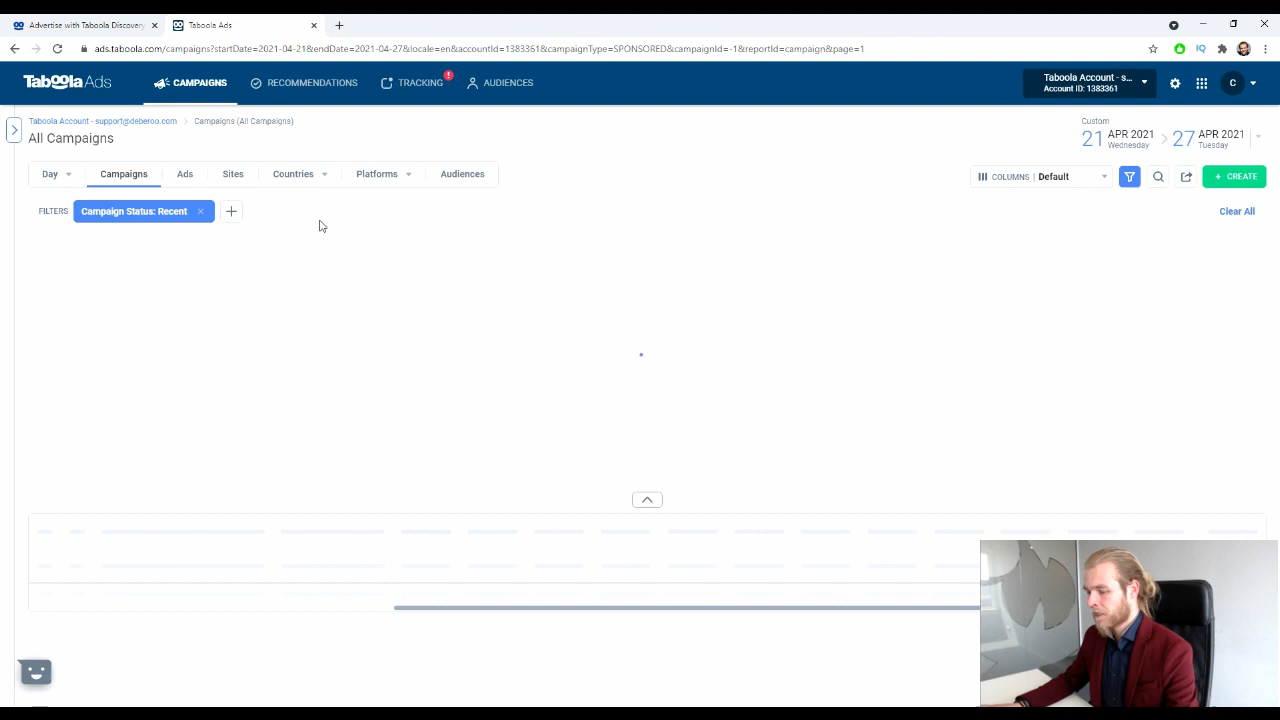 Advertise with Taboola Discovery
Taboola Ads
ads.taboola.com/campaigns?startDate=2021-04-21&endDate=2021-04-27&locale=en&accountId=1383361&campaignType=SPONSORED&campaignId=-1&reportId=campaign&page=1
IQ
Taboola Ads
CAMPAIGNS
RECOMMENDATIONS
TRACKING
!
AUDIENCES
Taboola Account - s...
Account ID: 1383361
C
Taboola Account - support@deberoo.com > Campaigns (All Campaigns)
All Campaigns
Custom
21 APR 2021 Wednesday > 27 APR 2021 Tuesday
Day
Campaigns
Ads
Sites
Countries
Platforms
Audiences
COLUMNS | Default
+ CREATE
FILTERS
Campaign Status: Recent ×
+
Clear All